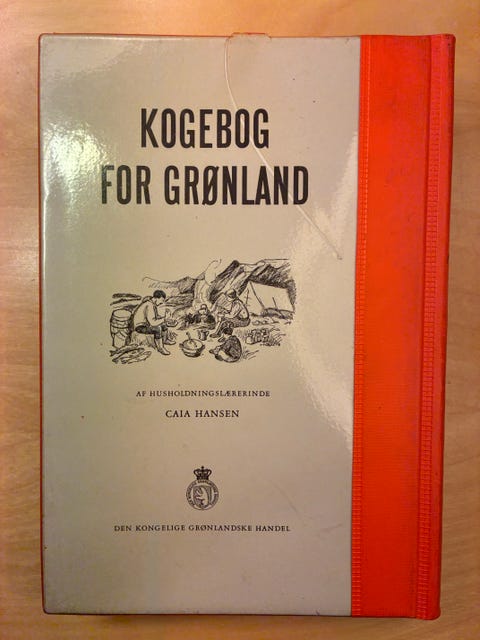 KOGEBOG
FOR GRØNLAND
AF HUSHOLDNINGSLÆRERINDE
CAIA HANSEN
DEN KONGELIGE GRØNLANDSKE HANDEL